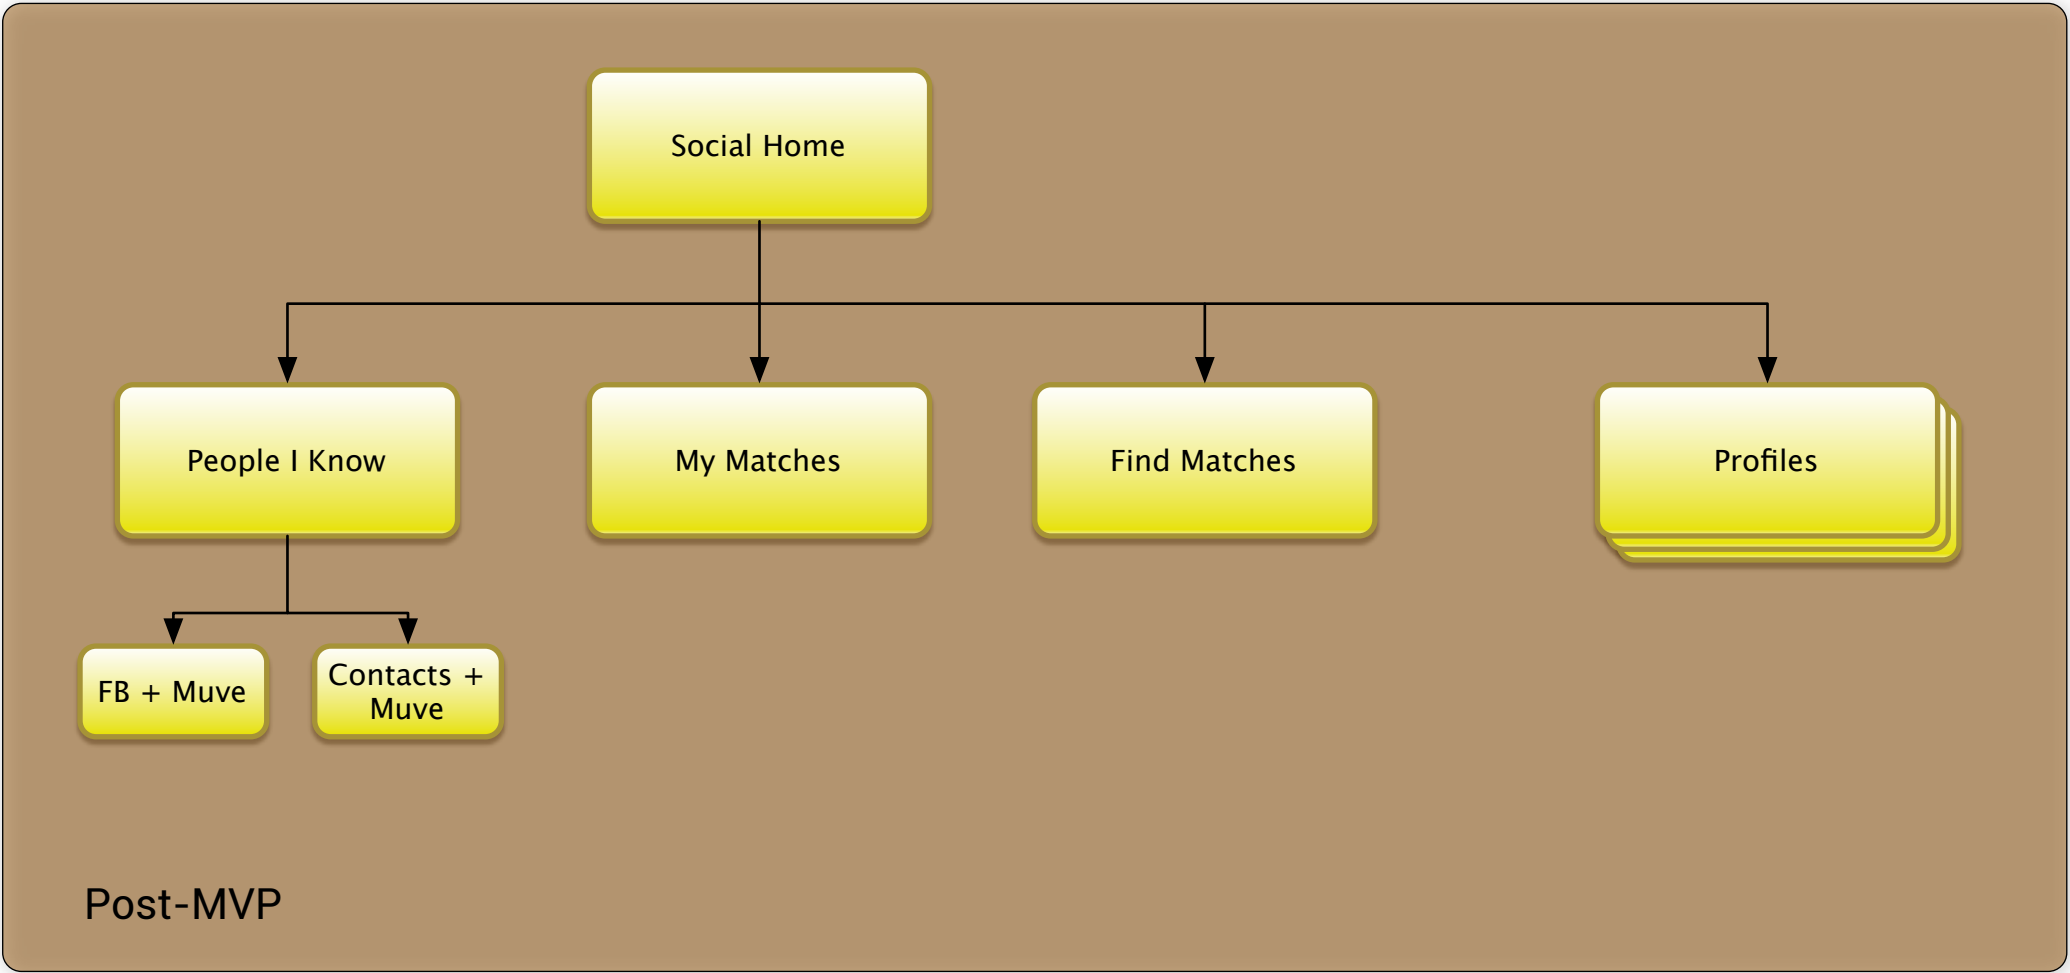 Social Home
People I Know
My Matches
Find Matches
Profiles
FB + Muve
Contacts +
Muve
Post-MVP